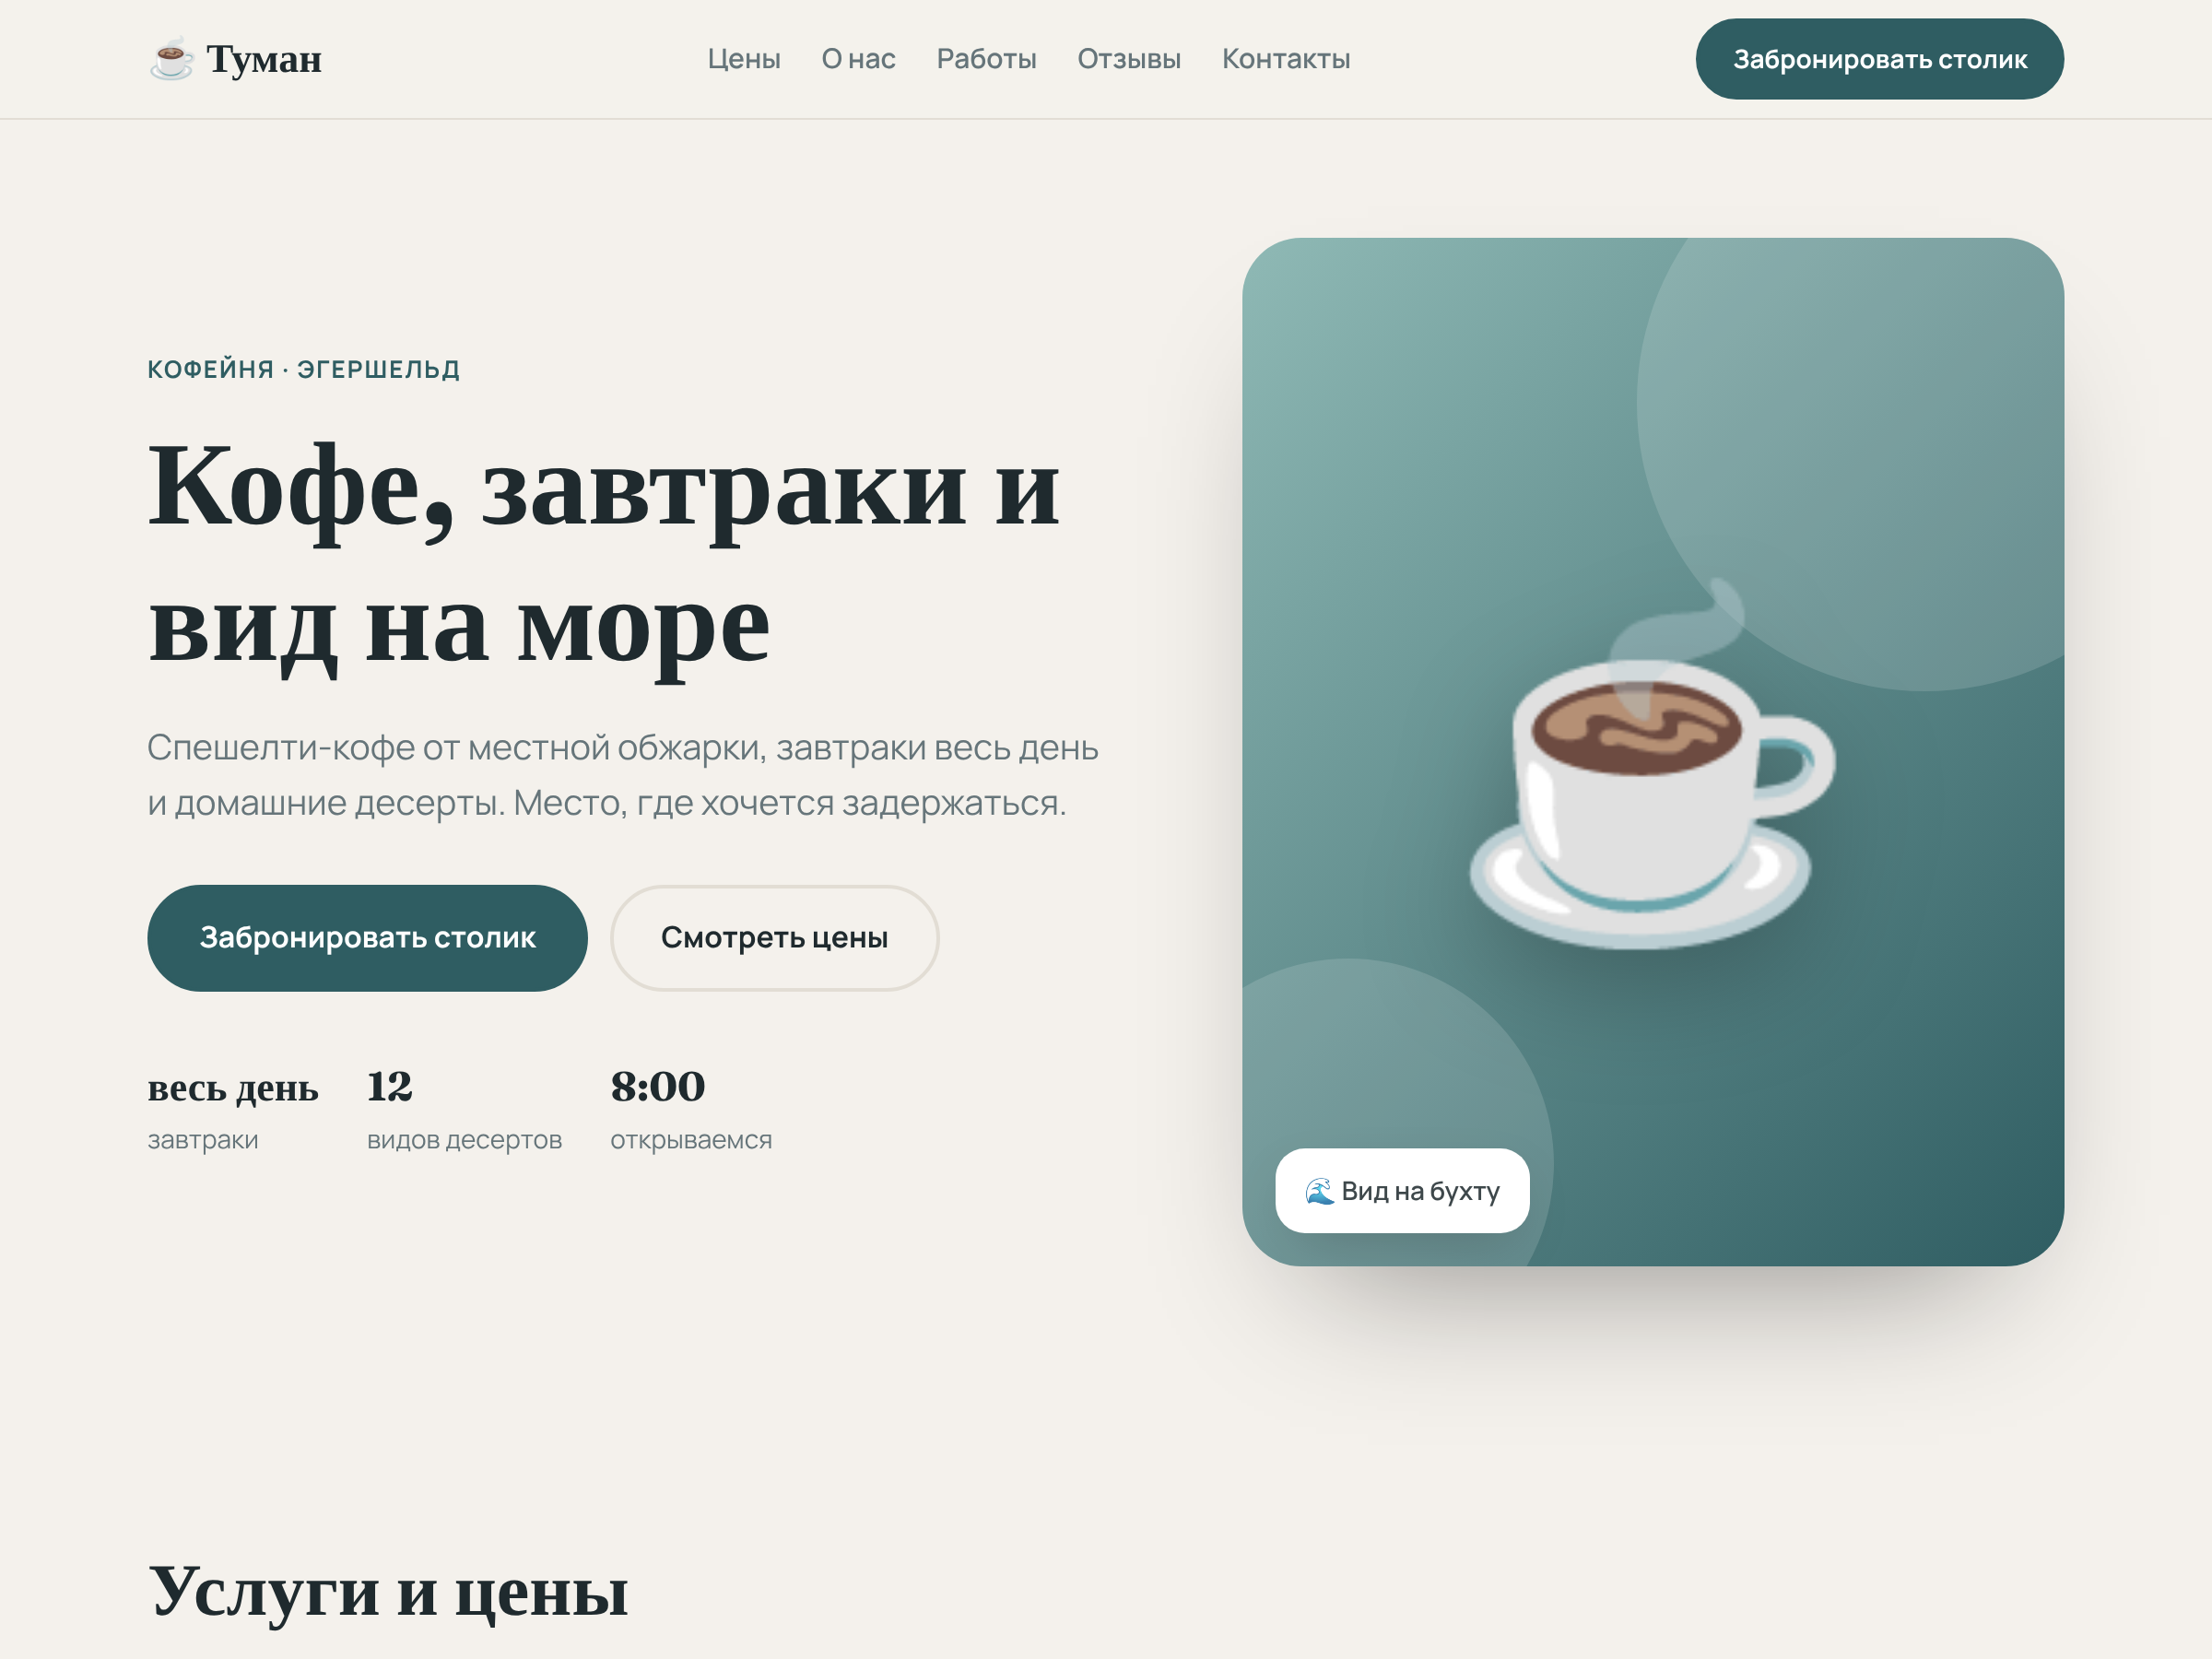 ☕ Туман
Цены
О нас
Работы
Отзывы
Контакты
Забронировать столик
КОФЕЙНЯ · ЭГЕРШЕЛЬД
Кофе, завтраки и
вид на море
Спешелти-кофе от местной обжарки, завтраки весь день
и домашние десерты. Место, где хочется задержаться.
Забронировать столик
Смотреть цены
весь день
завтраки
12
видов десертов
8:00
открываемся
🌊 Вид на бухту
Услуги и цены